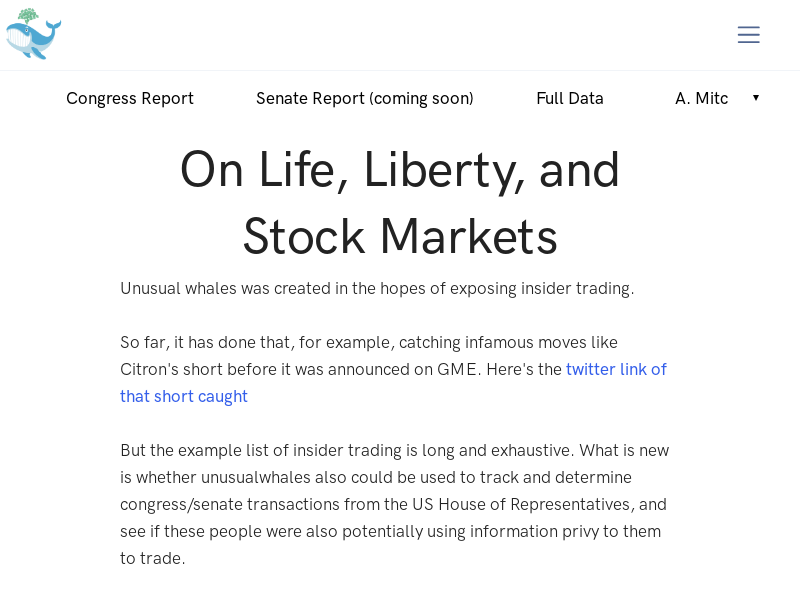 Congress Report Senate Report (coming soon) Full Data A. Mitc ▼
On Life, Liberty, and
Stock Markets
Unusual whales was created in the hopes of exposing insider trading.
So far, it has done that, for example, catching infamous moves like
Citron's short before it was announced on GME. Here's the twitter link of
that short caught
But the example list of insider trading is long and exhaustive. What is new
is whether unusualwhales also could be used to track and determine
congress/senate transactions from the US House of Representatives, and
see if these people were also potentially using information privy to them
to trade.